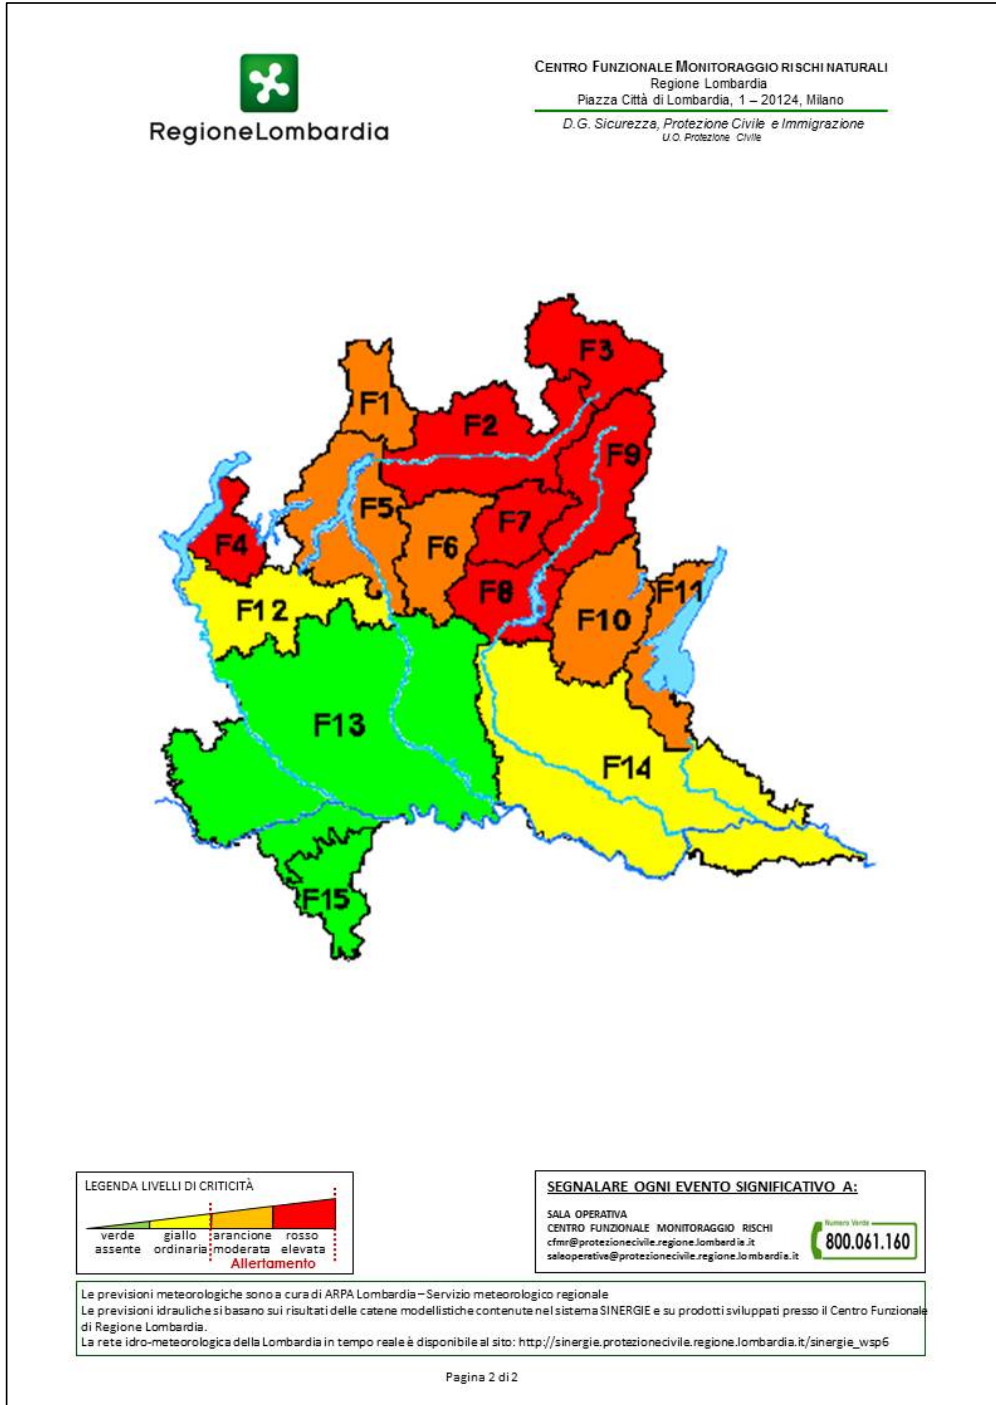 RegioneLombardia
CENTRO FUNZIONALE MONITORAGGIO RISCHI NATURALI
Regione Lombardia
Piazza Città di Lombardia, 1 – 20124, Milano
D.G. Sicurezza, Protezione Civile e Immigrazione
U.O. Protezione Civile
F3
F1
F2
F9
F5
F7
F4
F6
F8
F11
F12
F10
F13
F14
F15
LEGENDA LIVELLI DI CRITICITÀ
verde giallo arancione rosso
assente ordinaria moderata elevata
Allertamento
SEGNALARE OGNI EVENTO SIGNIFICATIVO A:
SALA OPERATIVA
CENTRO FUNZIONALE MONITORAGGIO RISCHI
cfmr@protezionecivile.regione.lombardia.it
salaoperativa@protezionecivile.regione.lombardia.it
Numero Verde
800.061.160
Le previsioni meteorologiche sono a cura di ARPA Lombardia – Servizio meteorologico regionale
Le previsioni idrauliche si basano sui risultati delle catene modellistiche contenute nel sistema SINERGIE e su prodotti sviluppati presso il Centro Funzionale
di Regione Lombardia.
La rete idro-meteorologica della Lombardia in tempo reale è disponibile al sito: http://sinergie.protezionecivile.regione.lombardia.it/sinergie_wsp6
Pagina 2 di 2